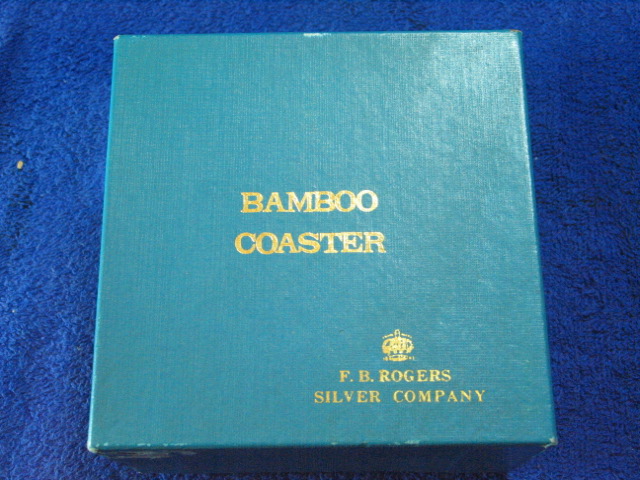 BAMBOO
COASTER
F. B. ROGERS
SILVER COMPANY